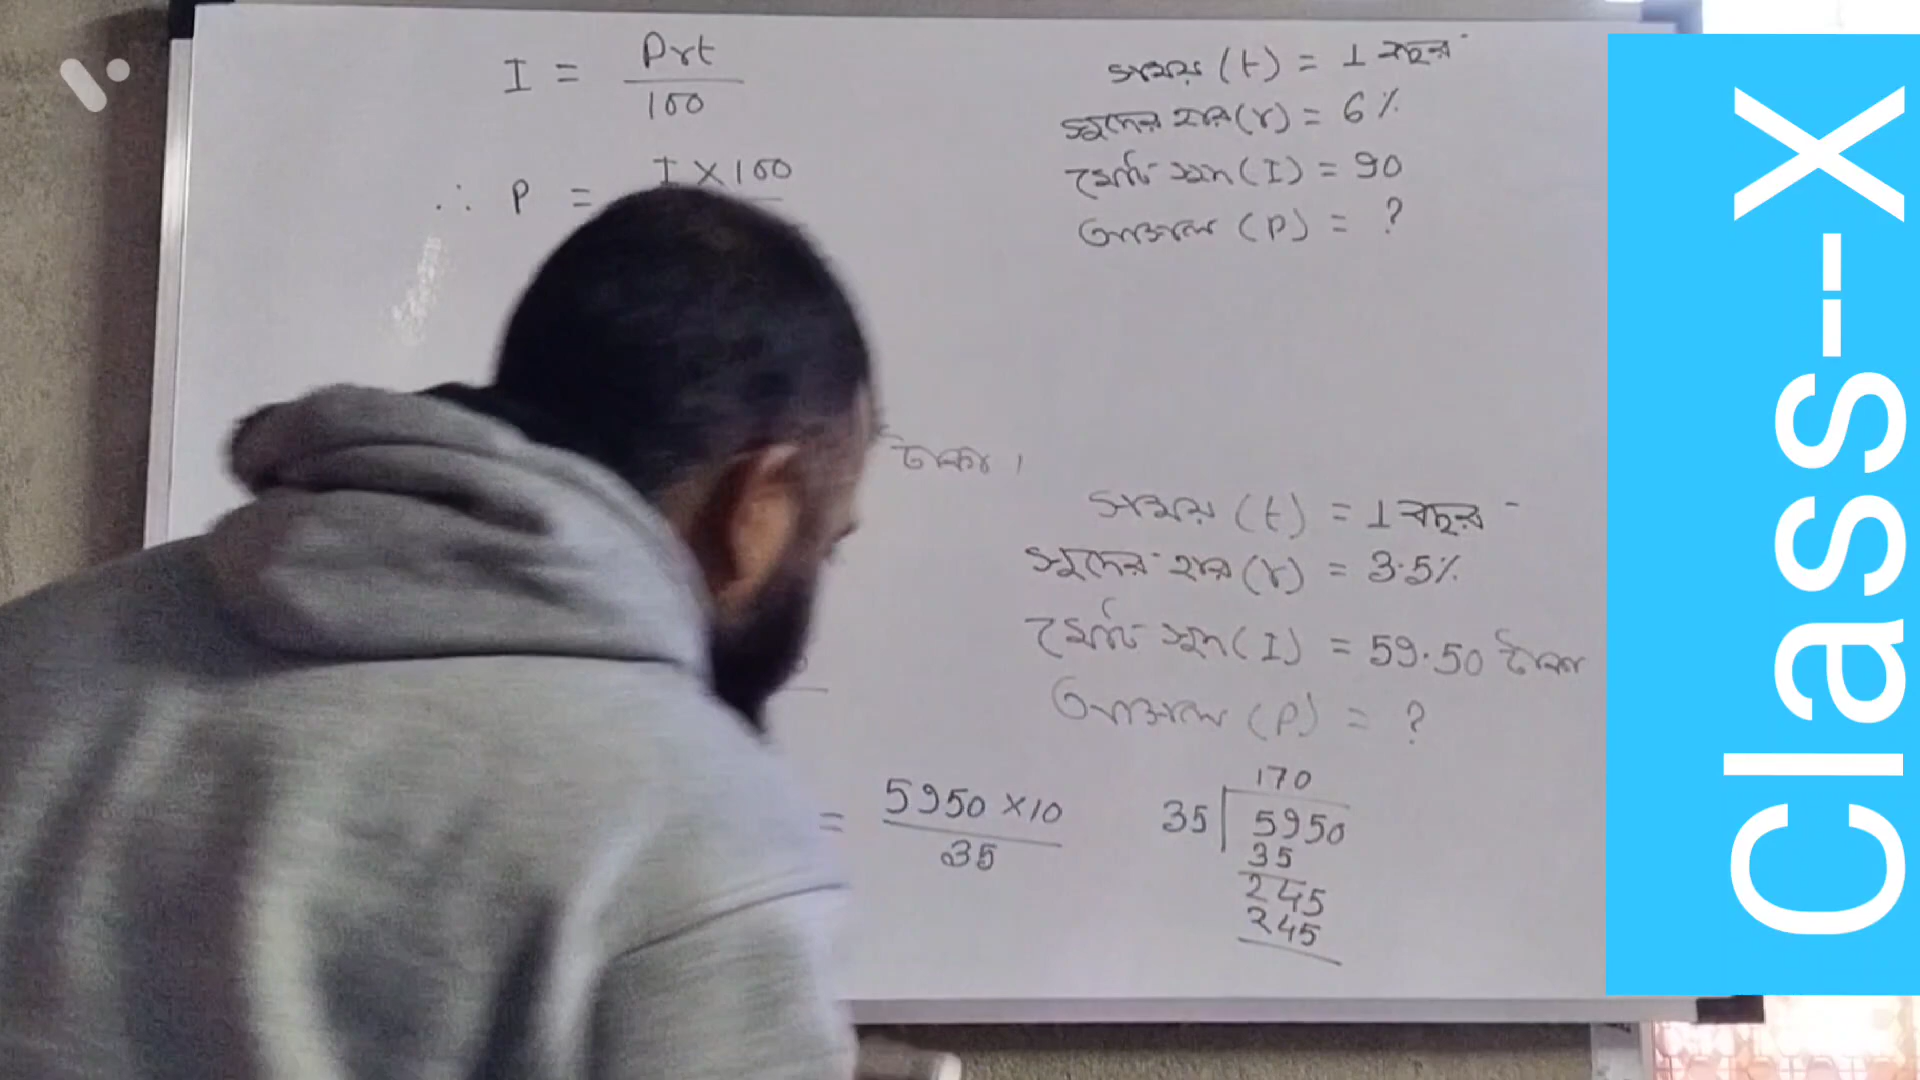 I = Prt / 100
∴ P = I × 100
সময় (t) = 1 বছর
সুদের হার (r) = 6%
মোট সুদ (I) = 90
আসল (P) = ?
টাকা।
সময় (t) = 1 বছর
সুদের হার (r) = 3.5%
মোট সুদ (I) = 59.50 টাকা
আসল (P) = ?
= 5950 × 10 / 35
170
35 5950
35
245
245
Class--X